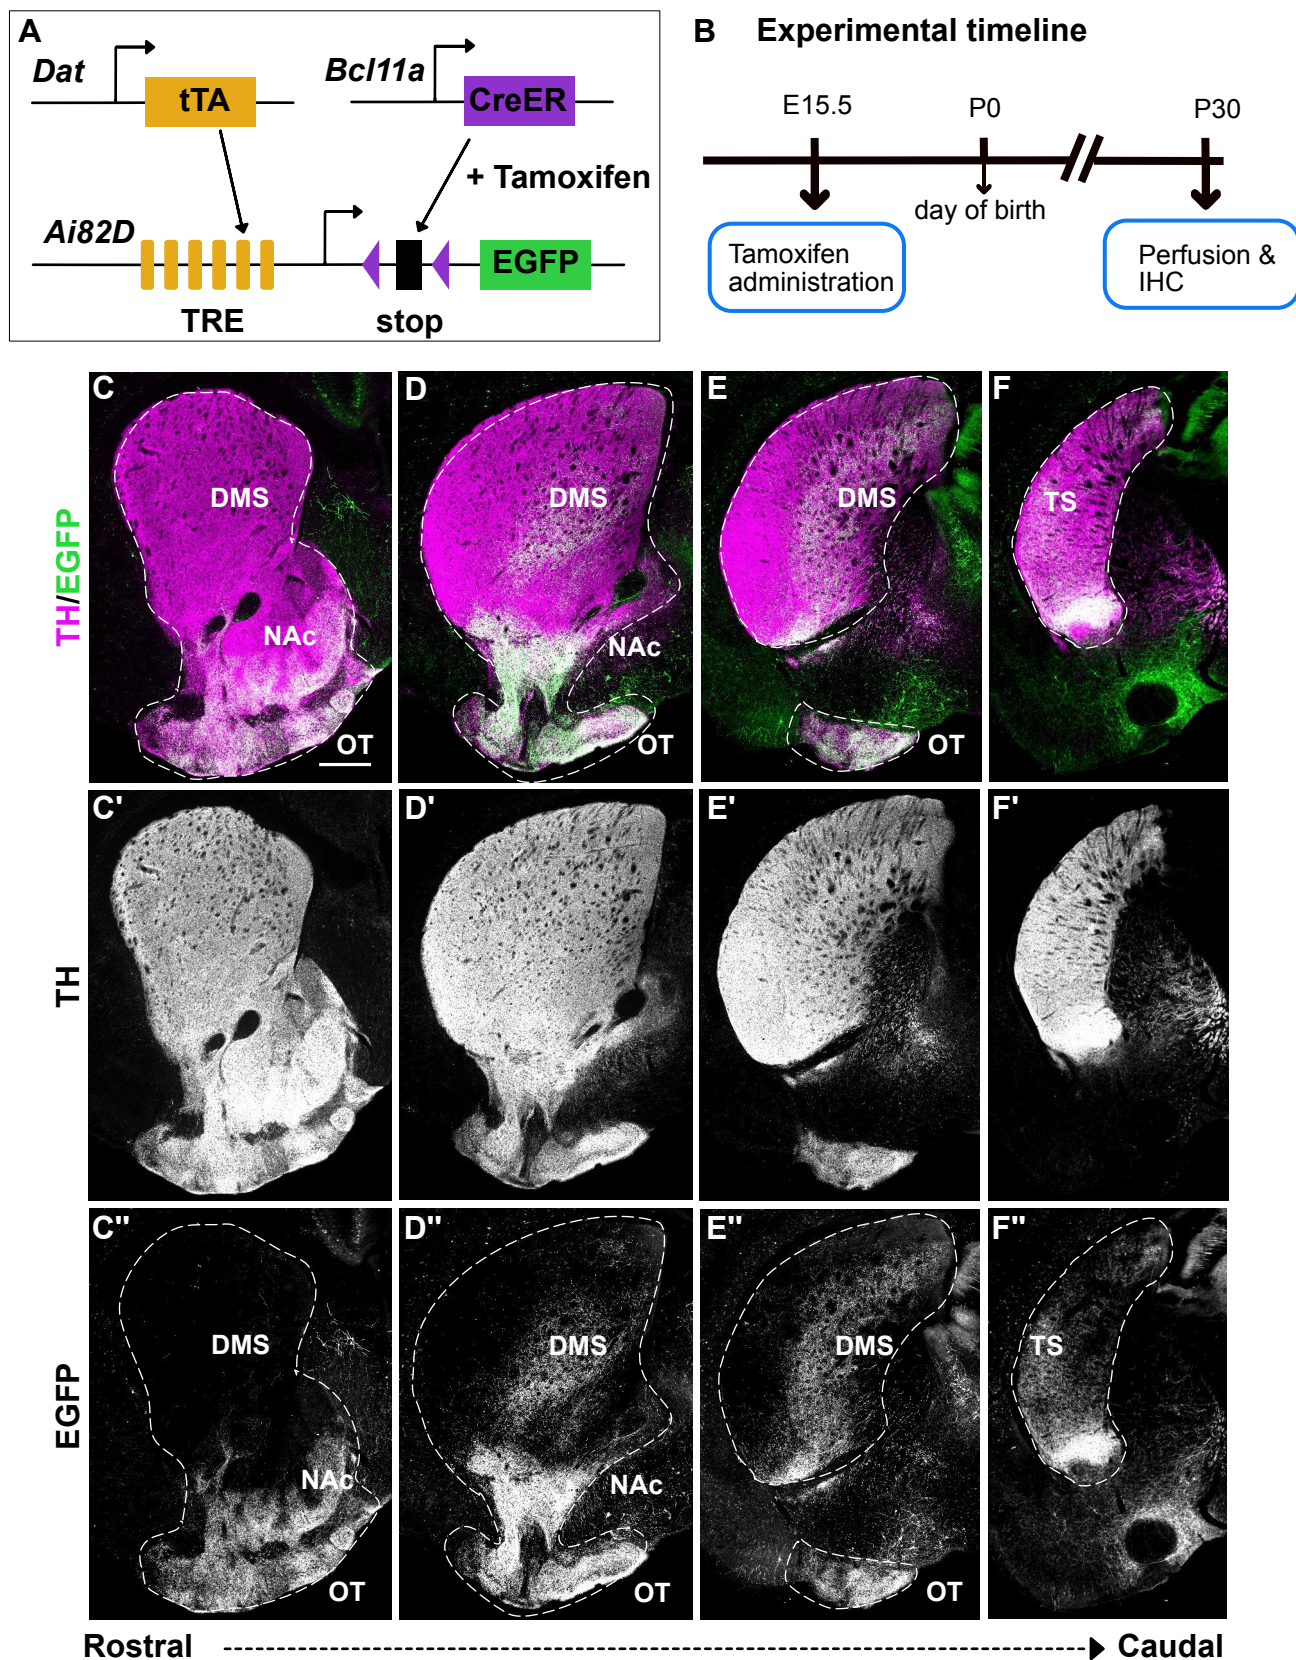 A
Dat
tTA
Bcl11a
CreER
+ Tamoxifen
Ai82D
EGFP
TRE
stop
B Experimental timeline
E15.5
P0
P30
day of birth
Tamoxifen
administration
Perfusion &
IHC
TH/EGFP
C
DMS
NAc
OT
D
DMS
NAc
OT
E
DMS
OT
F
TS
TH
C'
D'
E'
F'
EGFP
C"
DMS
NAc
OT
D"
DMS
NAc
E"
DMS
OT
F"
TS
Rostral
Caudal